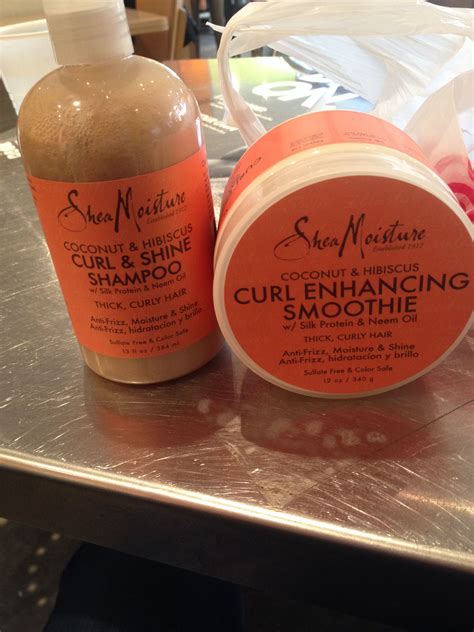 SheaMoisture
Established 1912
COCONUT & HIBISCUS
CURL & SHINE
SHAMPOO
w/ Silk Protein & Neem Oil
THICK, CURLY HAIR
Anti-Frizz, Moisture & Shine
Anti-Frizz, hidratacion y brillo
Sulfate Free & Color Safe
13 fl oz / 384 ml
SheaMoisture
Established 1912
COCONUT & HIBISCUS
CURL ENHANCING
SMOOTHIE
w/ Silk Protein & Neem Oil
THICK, CURLY HAIR
Anti-Frizz, Moisture & Shine
Anti-Frizz, hidratacion y brillo
Sulfate Free & Color Safe
12 oz / 340 g